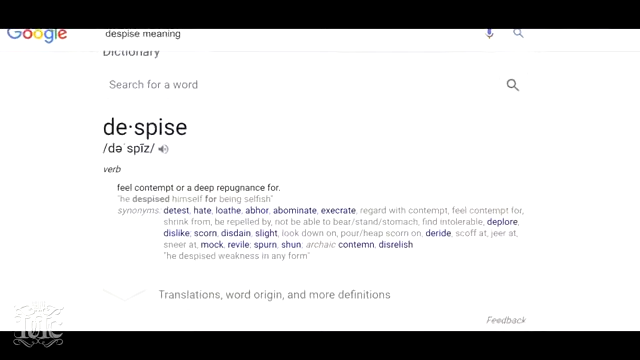 Google
despise meaning
Dictionary
Search for a word
de·spise
/dəˈspīz/
verb
feel contempt or a deep repugnance for.
"he despised himself for being selfish"
synonyms: detest, hate, loathe, abhor, abominate, execrate, regard with contempt, feel contempt for,
shrink from, be repelled by, not be able to bear/stand/stomach, find intolerable, deplore,
dislike; scorn, disdain, slight, look down on, pour/heap scorn on, deride, scoff at, jeer at,
sneer at, mock, revile, spurn, shun; archaic contemn, disrelish
"he despised weakness in any form"
Translations, word origin, and more definitions
Feedback
IUIC